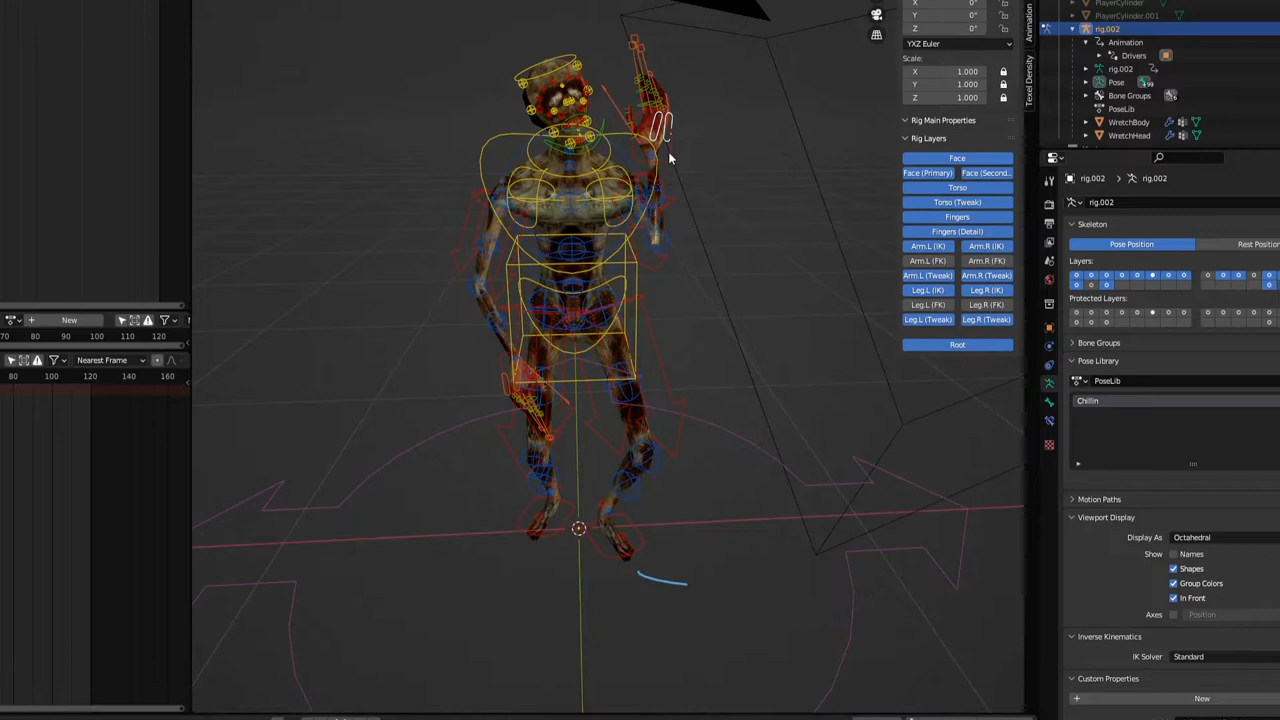 PlayerCylinder
PlayerCylinder.001
rig.002
Animation
Drivers
rig.002
Pose
Bone Groups
PoseLib
WretchBody
WretchHead
X 0°
Y 0°
Z 0°
YXZ Euler
Scale:
X 1.000
Y 1.000
Z 1.000
Rig Main Properties
Rig Layers
Face
Face (Primary) Face (Second...
Torso
Torso (Tweak)
Fingers
Fingers (Detail)
Arm.L (IK) Arm.R (IK)
Arm.L (FK) Arm.R (FK)
Arm.L (Tweak) Arm.R (Tweak)
Leg.L (IK) Leg.R (IK)
Leg.L (FK) Leg.R (FK)
Leg.L (Tweak) Leg.R (Tweak)
Root
Animation
Texel Density
rig.002 rig.002
rig.002
Skeleton
Pose Position Rest Position
Layers:
Protected Layers:
Bone Groups
Pose Library
PoseLib
Chillin
Motion Paths
Viewport Display
Display As Octahedral
Show Names
Shapes
Group Colors
In Front
Axes Position
Inverse Kinematics
IK Solver Standard
Custom Properties
New
New
70 80 90 100 110 120
Nearest Frame
80 100 120 140 160